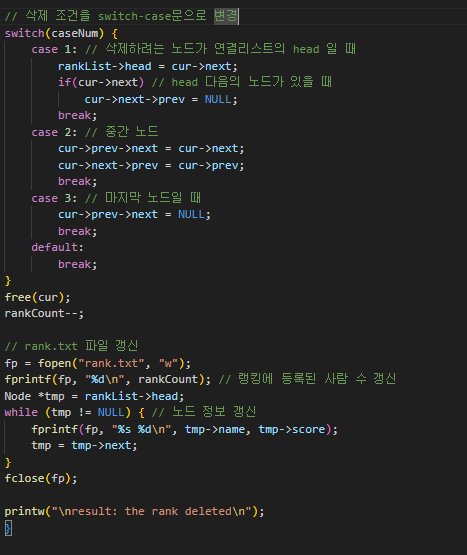 // 삭제 조건을 switch-case문으로 변경
switch(caseNum) {
    case 1: // 삭제하려는 노드가 연결리스트의 head 일 때
        rankList->head = cur->next;
        if(cur->next) // head 다음의 노드가 있을 때
            cur->next->prev = NULL;
        break;
    case 2: // 중간 노드
        cur->prev->next = cur->next;
        cur->next->prev = cur->prev;
        break;
    case 3: // 마지막 노드일 때
        cur->prev->next = NULL;
        break;
    default:
        break;
}
free(cur);
rankCount--;

// rank.txt 파일 갱신
fp = fopen("rank.txt", "w");
fprintf(fp, "%d\n", rankCount); // 랭킹에 등록된 사람 수 갱신
Node *tmp = rankList->head;
while (tmp != NULL) { // 노드 정보 갱신
    fprintf(fp, "%s %d\n", tmp->name, tmp->score);
    tmp = tmp->next;
}
fclose(fp);

printw("\nresult: the rank deleted\n");
}